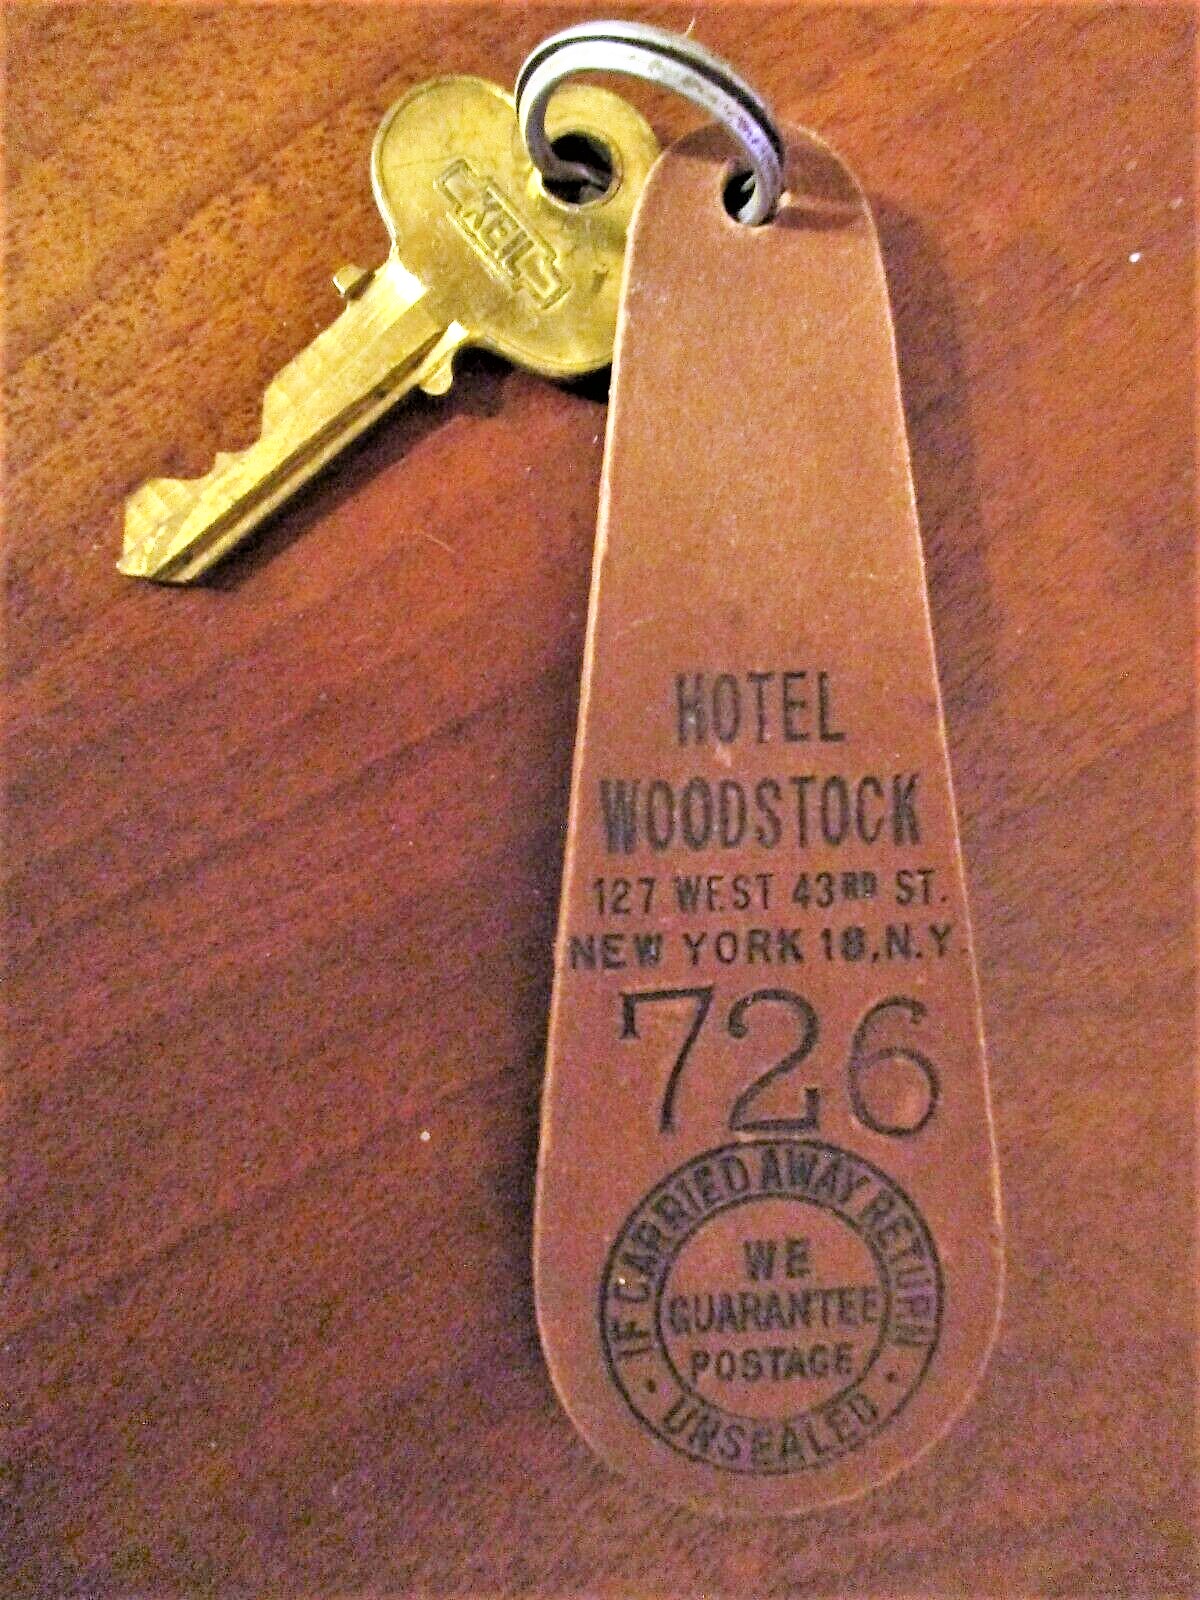 KEIL
HOTEL
WOODSTOCK
127 WEST 43RD ST.
NEW YORK 18, N.Y.
726
IF CARRIED AWAY RETURN
WE
GUARANTEE
POSTAGE
· UNSEALED ·